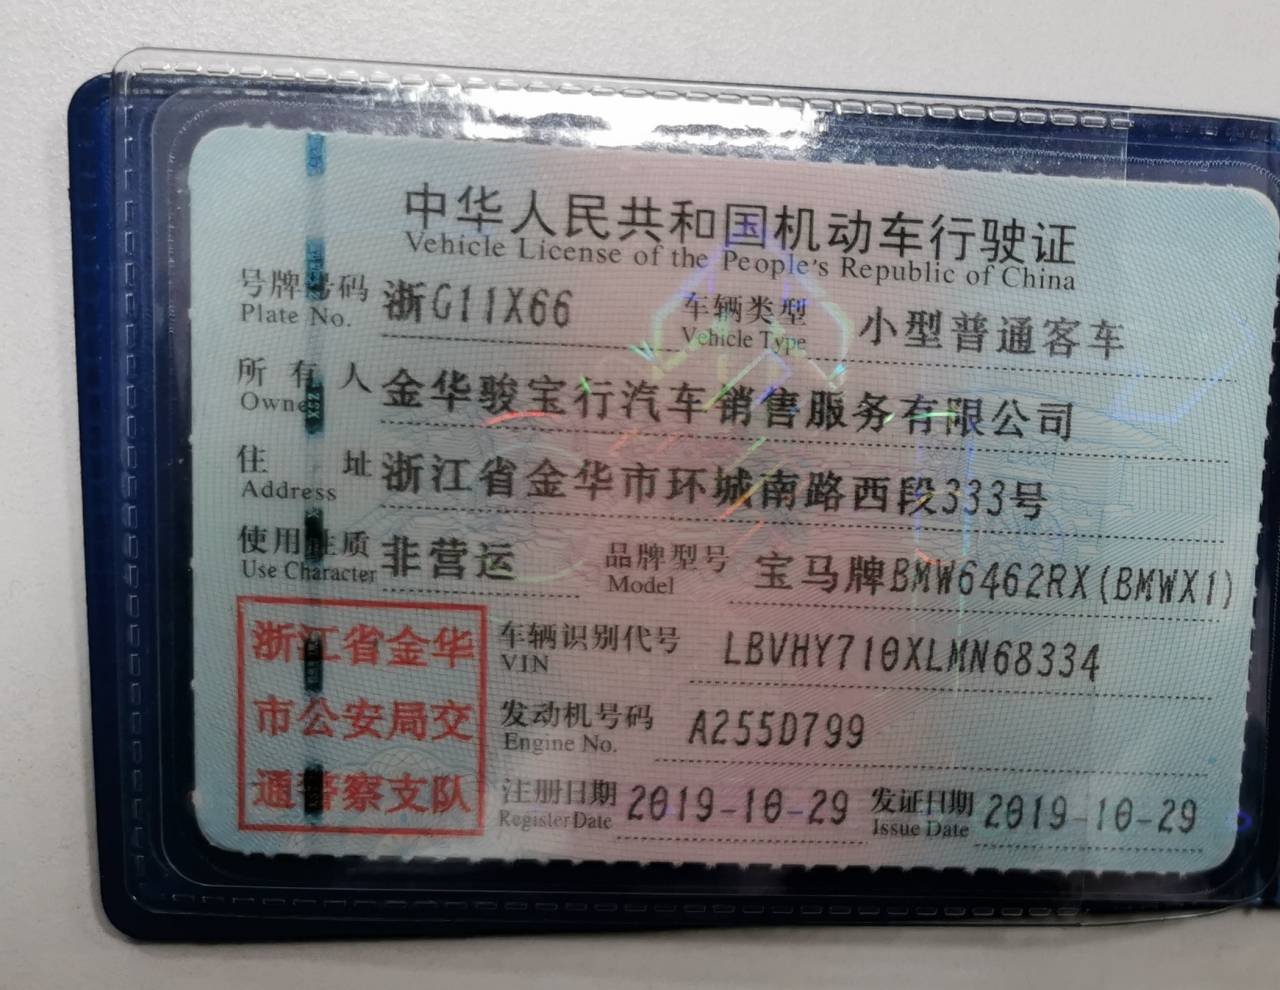 中华人民共和国机动车行驶证
Vehicle License of the People's Republic of China
号牌号码 浙G11X66 车辆类型 小型普通客车
Plate No. Vehicle Type
所有人 金华骏宝行汽车销售服务有限公司
Owner
住址 浙江省金华市环城南路西段333号
Address
使用性质 非营运 品牌型号 宝马牌BMW6462RX(BMWX1)
Use Character Model
浙江省金华 车辆识别代号 LBVHY710XLMN68334
VIN
市公安局交 发动机号码 A255D799
Engine No.
通警察支队 注册日期 2019-10-29 发证日期 2019-10-29
Register Date Issue Date